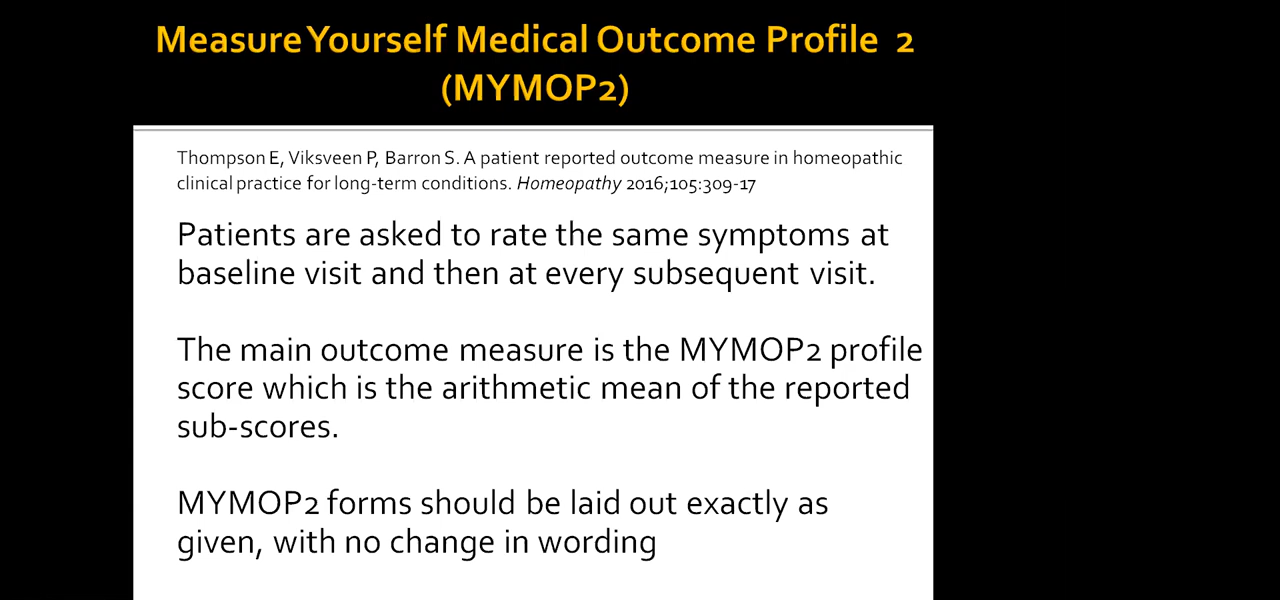 Measure Yourself Medical Outcome Profile 2
(MYMOP2)
Thompson E, Viksveen P, Barron S. A patient reported outcome measure in homeopathic
clinical practice for long-term conditions. Homeopathy 2016;105:309-17
Patients are asked to rate the same symptoms at
baseline visit and then at every subsequent visit.
The main outcome measure is the MYMOP2 profile
score which is the arithmetic mean of the reported
sub-scores.
MYMOP2 forms should be laid out exactly as
given, with no change in wording